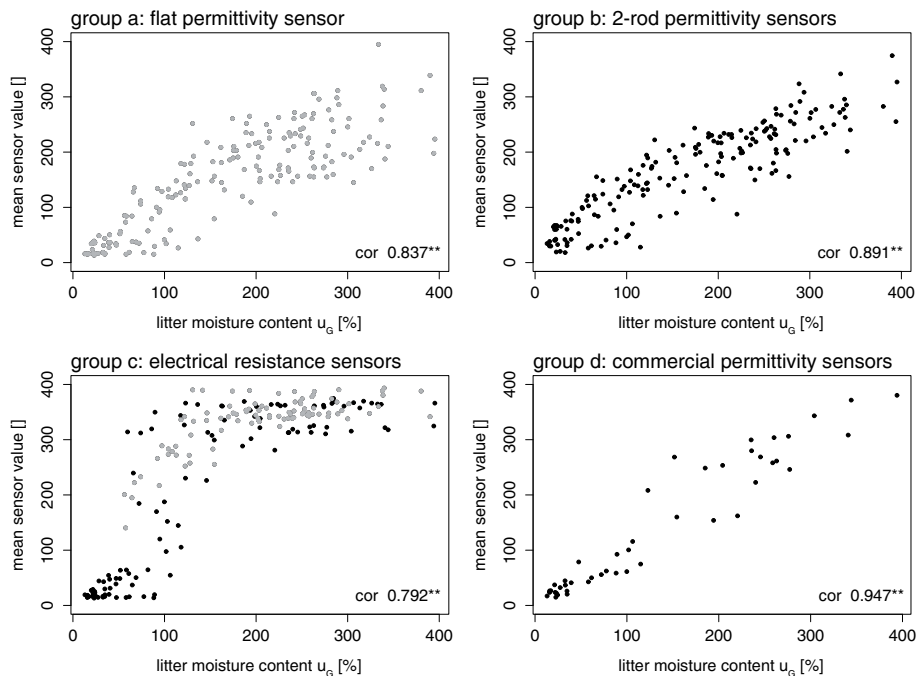 group a: flat permittivity sensor
mean sensor value []
400
300
200
100
0
cor 0.837**
0 100 200 300 400
litter moisture content uG [%]
group b: 2-rod permittivity sensors
mean sensor value []
400
300
200
100
0
cor 0.891**
0 100 200 300 400
litter moisture content uG [%]
group c: electrical resistance sensors
mean sensor value []
400
300
200
100
0
cor 0.792**
0 100 200 300 400
litter moisture content uG [%]
group d: commercial permittivity sensors
mean sensor value []
400
300
200
100
0
cor 0.947**
0 100 200 300 400
litter moisture content uG [%]